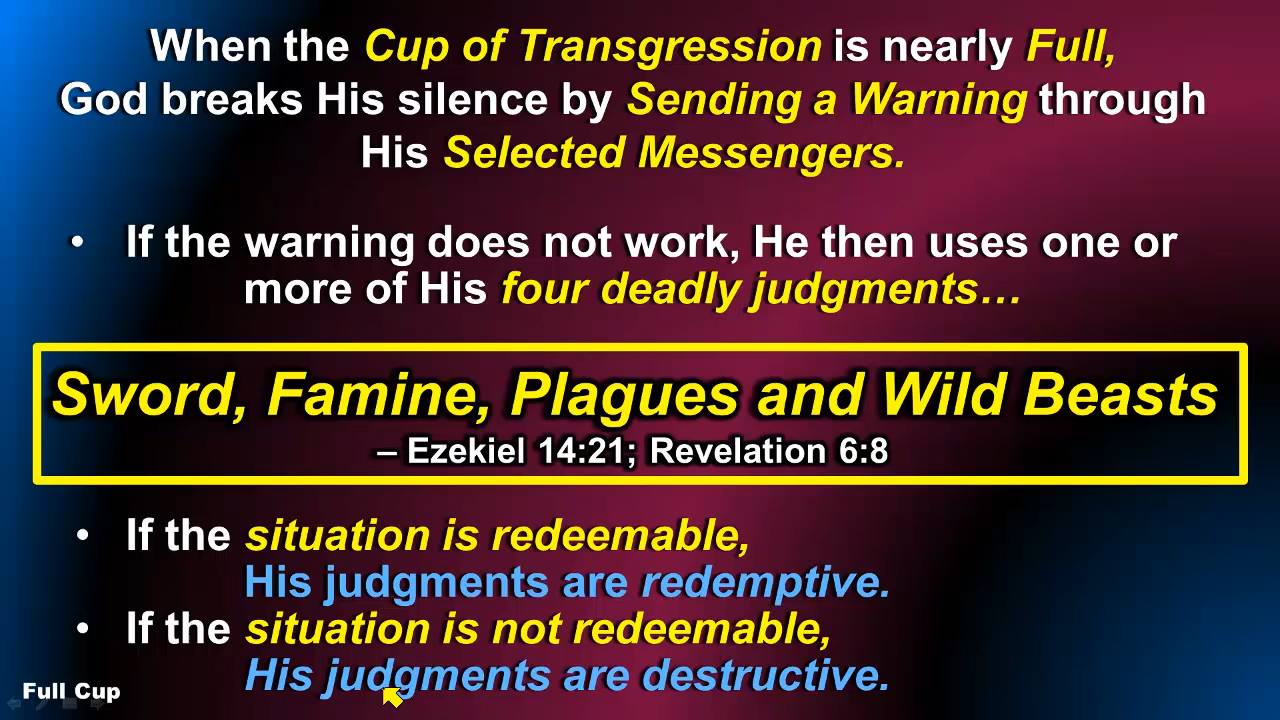 When the Cup of Transgression is nearly Full,
God breaks His silence by Sending a Warning through
His Selected Messengers.
• If the warning does not work, He then uses one or
more of His four deadly judgments…
Sword, Famine, Plagues and Wild Beasts
– Ezekiel 14:21; Revelation 6:8
• If the situation is redeemable,
His judgments are redemptive.
• If the situation is not redeemable,
His judgments are destructive.
Full Cup